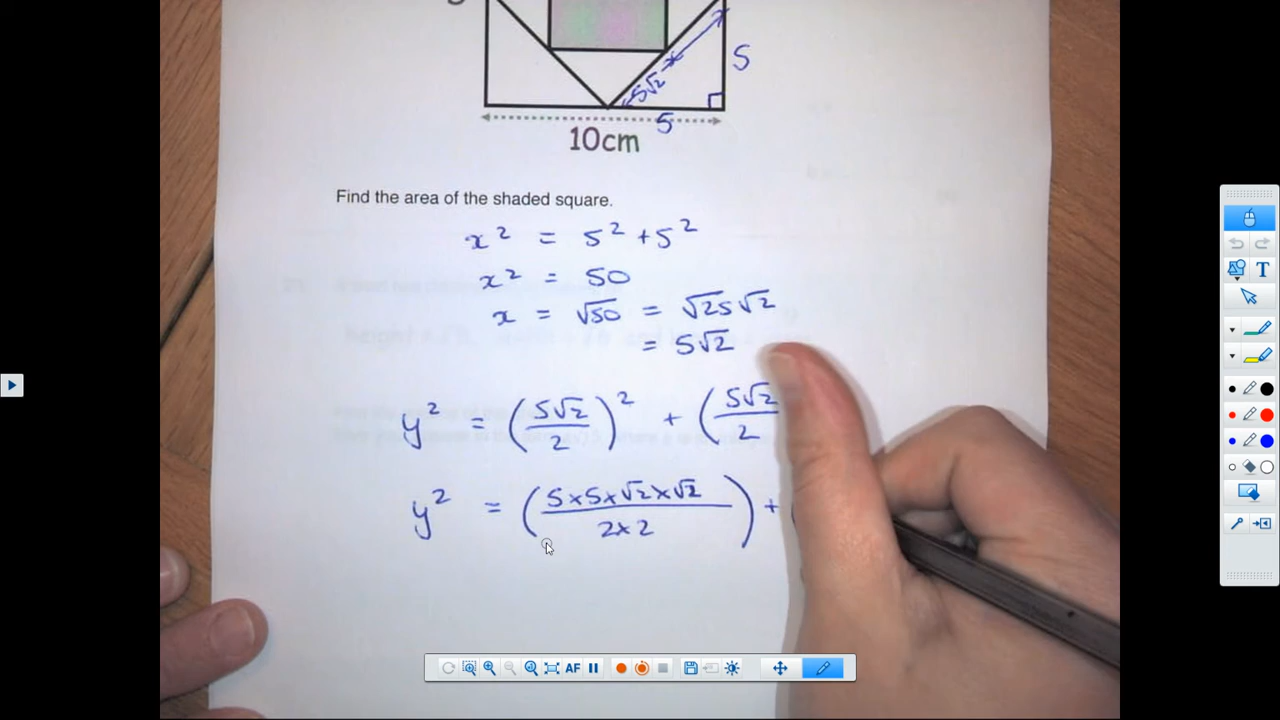 5√2
5
5
10cm
Find the area of the shaded square.
x² = 5² + 5²
x² = 50
x = √50 = √25√2
= 5√2
y² = (5√2/2)² + (5√2/2
y² = (5×5×√2×√2/2×2) +
T
AF